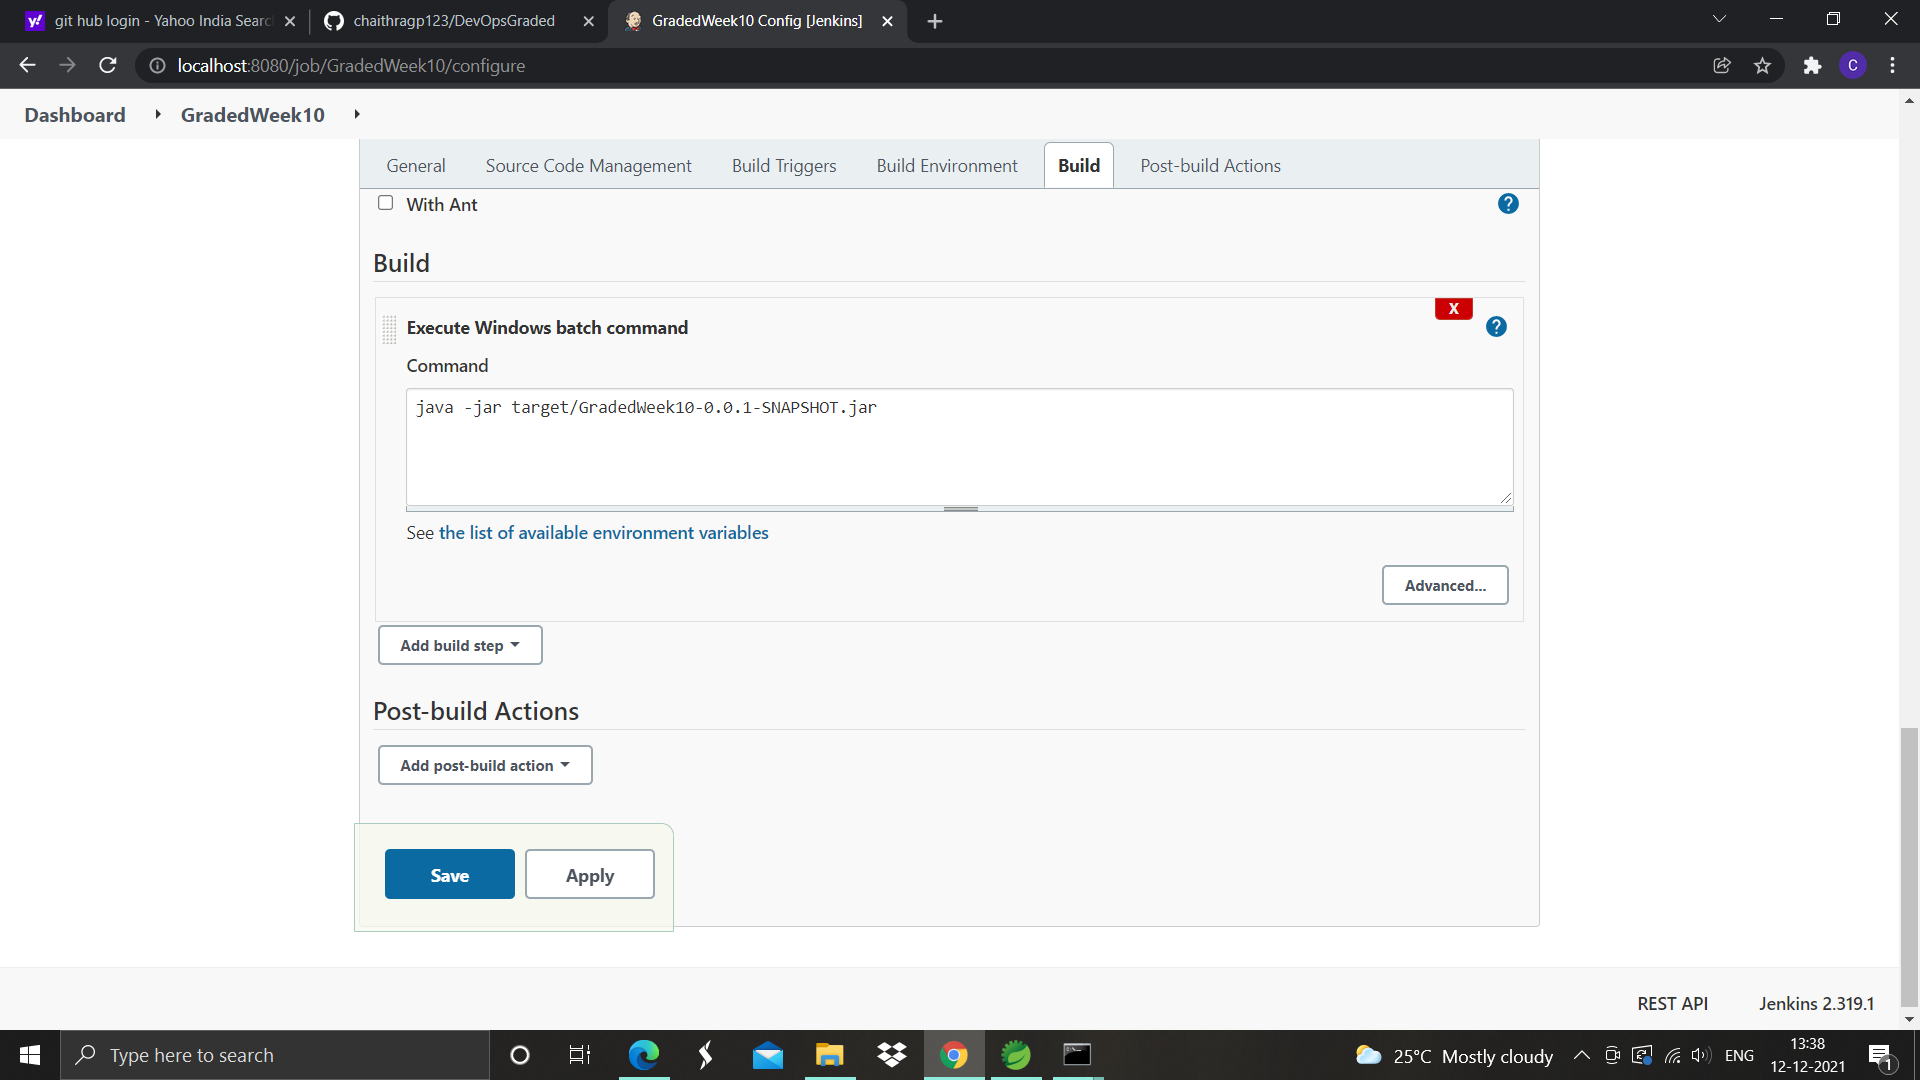 git hub login - Yahoo India Searc
chaithragp123/DevOpsGraded
GradedWeek10 Config [Jenkins]
localhost:8080/job/GradedWeek10/configure
C
Dashboard
GradedWeek10
General
Source Code Management
Build Triggers
Build Environment
Build
Post-build Actions
With Ant
?
Build
X
Execute Windows batch command
?
Command
java -jar target/GradedWeek10-0.0.1-SNAPSHOT.jar
See the list of available environment variables
Advanced...
Add build step
Post-build Actions
Add post-build action
Save
Apply
REST API
Jenkins 2.319.1
Type here to search
25°C Mostly cloudy
ENG
13:38
12-12-2021
1